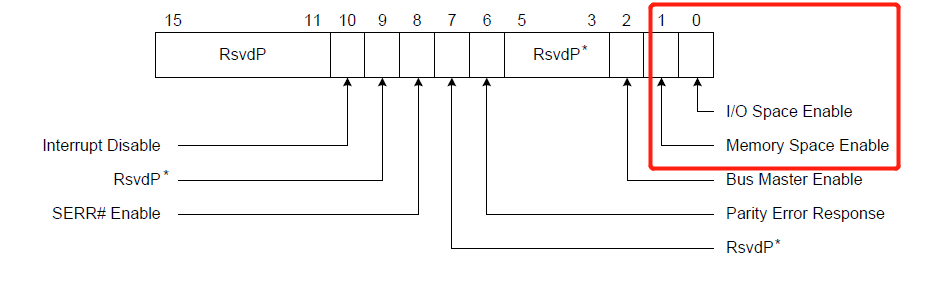 15 11 10 9 8 7 6 5 3 2 1 0
RsvdP RsvdP*
I/O Space Enable
Interrupt Disable Memory Space Enable
RsvdP* Bus Master Enable
SERR# Enable Parity Error Response
RsvdP*